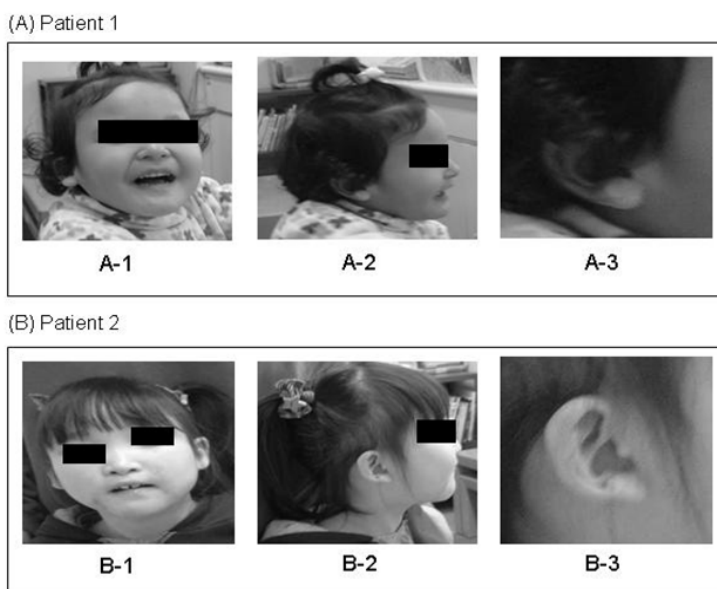 (A) Patient 1
A-1
A-2
A-3
(B) Patient 2
B-1
B-2
B-3